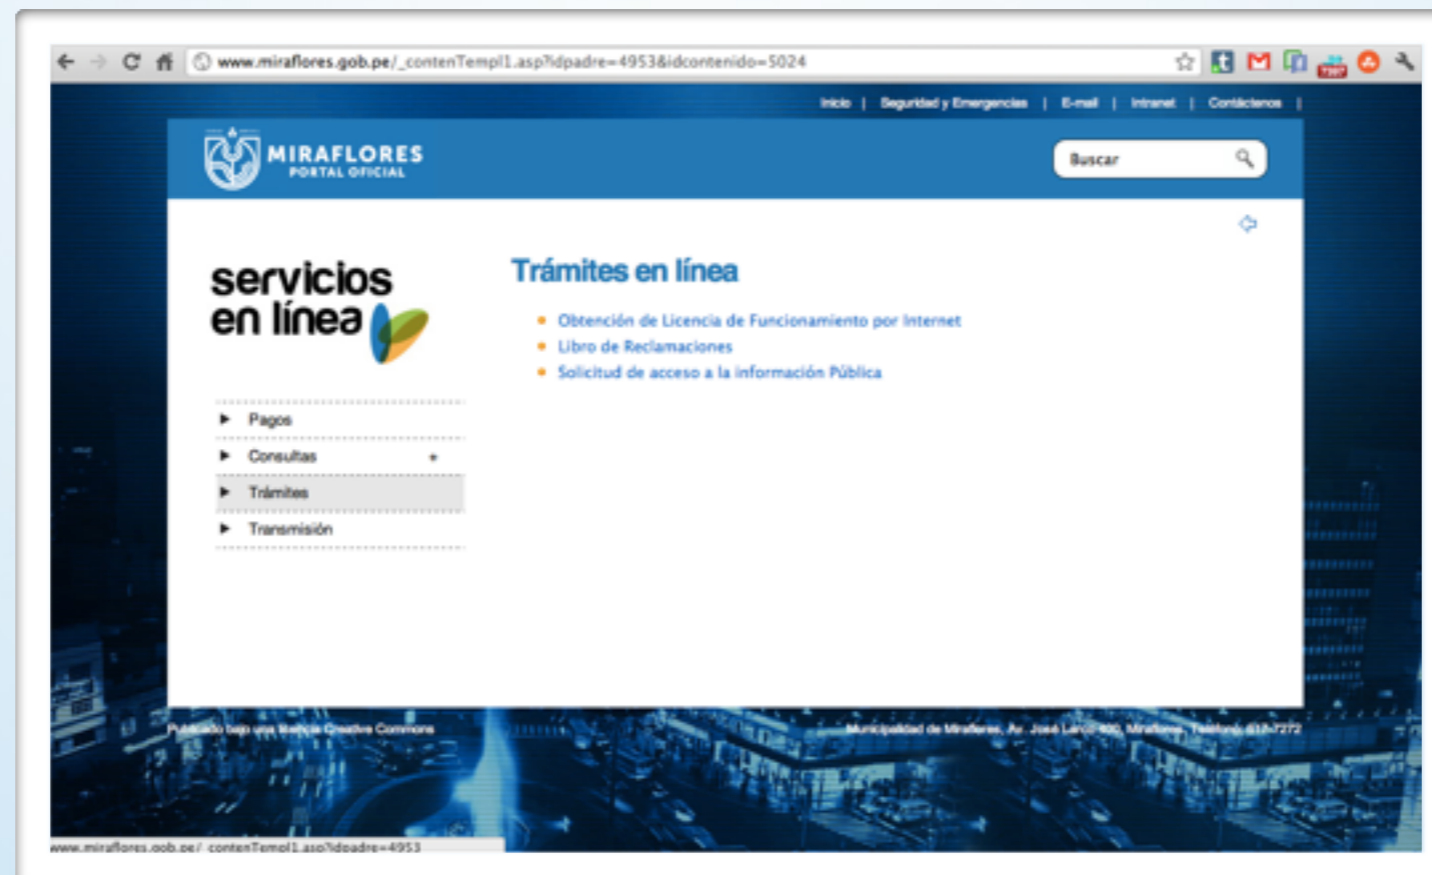 www.miraflores.gob.pe/_contenTempl1.asp?idpadre=4953&idcontenido=5024
Inicio | Seguridad y Emergencias | E-mail | Intranet | Contáctenos |
MIRAFLORES
PORTAL OFICIAL
Buscar
servicios
en línea
Trámites en línea
Obtención de Licencia de Funcionamiento por Internet
Libro de Reclamaciones
Solicitud de acceso a la información Pública
Pagos
Consultas +
Trámites
Transmisión
Publicado bajo una licencia Creative Commons
Municipalidad de Miraflores, Av. José Larco 400, Miraflores, Teléfono: 617-7272
www.miraflores.gob.pe/_contenTempl1.asp?idpadre=4953